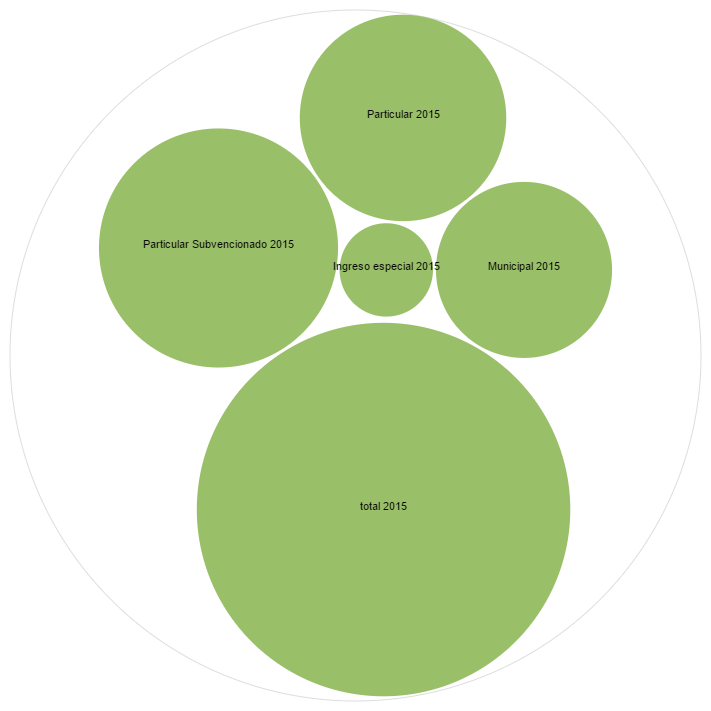 Particular 2015
Particular Subvencionado 2015
Ingreso especial 2015
Municipal 2015
total 2015